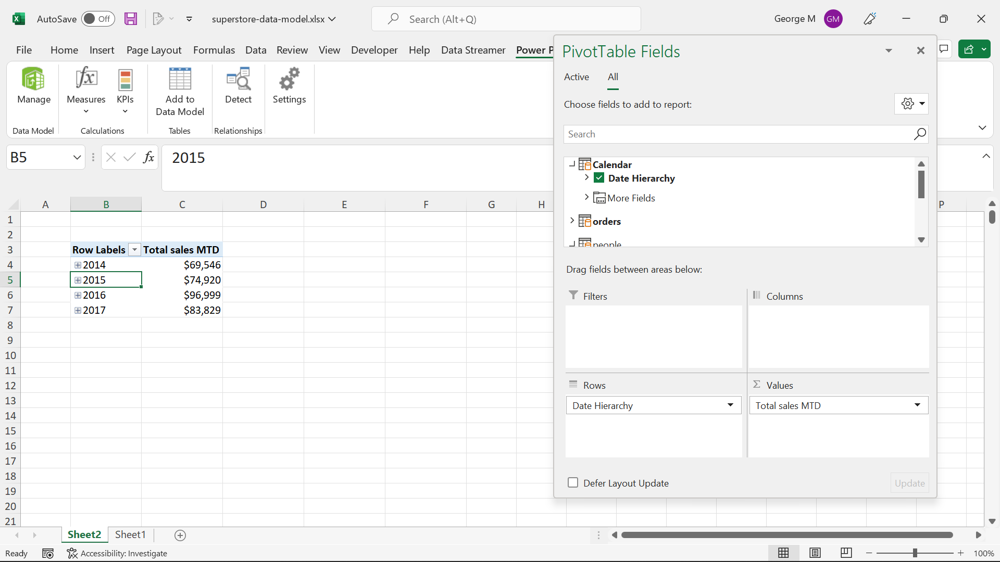 AutoSave Off superstore-data-model.xlsx Search (Alt+Q) George M GM
File Home Insert Page Layout Formulas Data Review View Developer Help Data Streamer Power P
Manage
Data Model
Measures KPIs
Calculations
Add to
Data Model
Tables
Detect
Relationships
Settings
B5 fx 2015
A B C D E F G H P
1
2
3 Row Labels Total sales MTD
4 2014 $69,546
5 2015 $74,920
6 2016 $96,999
7 2017 $83,829
8
9
10
11
12
13
14
15
16
17
18
19
20
21
PivotTable Fields
Active All
Choose fields to add to report:
Search
Calendar
Date Hierarchy
More Fields
orders
people
Drag fields between areas below:
Filters Columns
Rows Values
Date Hierarchy Total sales MTD
Defer Layout Update Update
Sheet2 Sheet1
Ready Accessibility: Investigate 100%